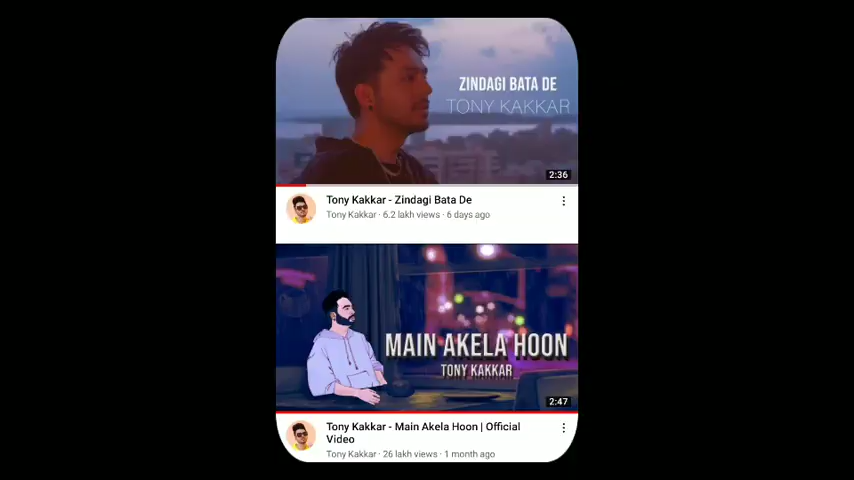 ZINDAGI BATA DE
TONY KAKKAR
2:36
Tony Kakkar - Zindagi Bata De
Tony Kakkar · 6.2 lakh views · 6 days ago
MAIN AKELA HOON
TONY KAKKAR
2:47
Tony Kakkar - Main Akela Hoon | Official
Video
Tony Kakkar · 26 lakh views · 1 month ago